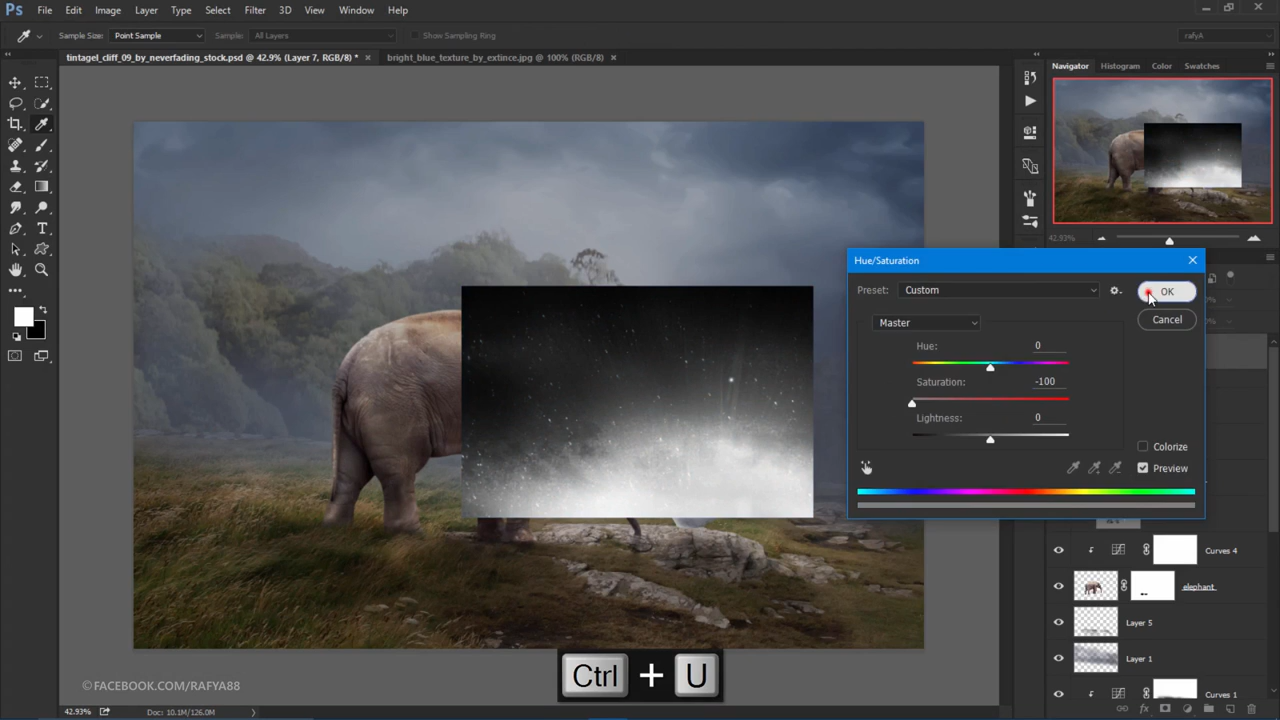 Ps File Edit Image Layer Type Select Filter 3D View Window Help
Sample Size: Point Sample Sample: All Layers Show Sampling Ring rafyA
tintagel_cliff_09_by_neverfading_stock.psd @ 42.9% (Layer 7, RGB/8) * × bright_blue_texture_by_extince.jpg @ 100% (RGB/8) ×
Navigator Histogram Color Swatches
42.93%
Hue/Saturation
Preset: Custom
OK
Master
Cancel
Hue: 0
Saturation: -100
Lightness: 0
Colorize
Preview
Curves 4
elephant
Layer 5
Layer 1
Curves 1
Ctrl + U
©FACEBOOK.COM/RAFYA88
42.93% Doc: 10.1M/126.0M